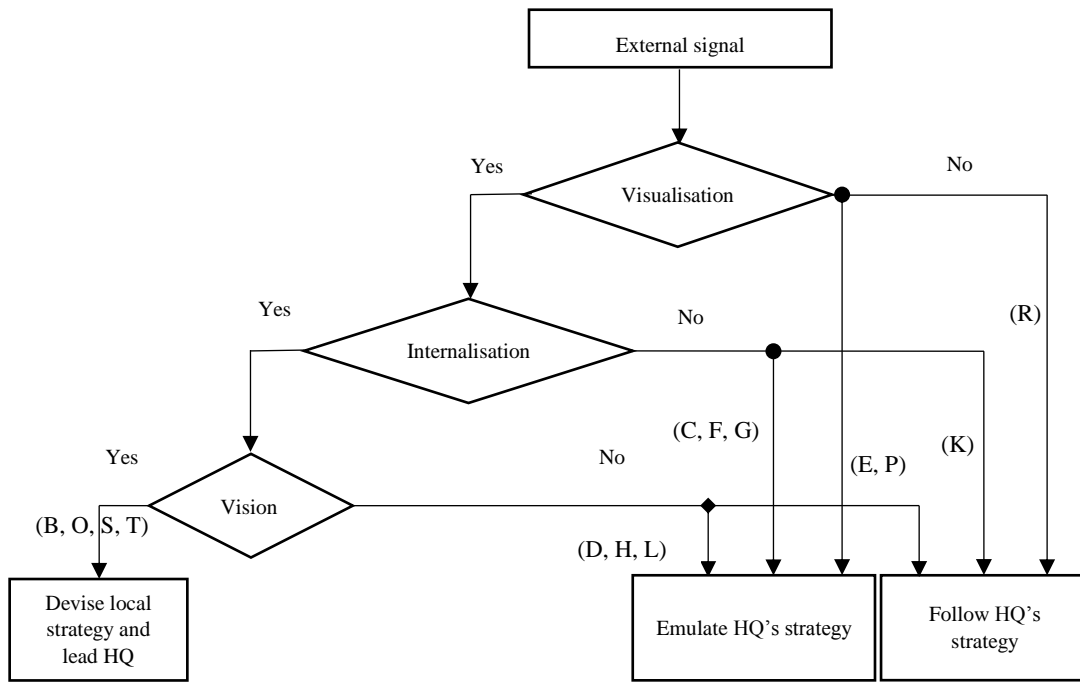 External signal
Yes
No
Visualisation
Yes
No
(R)
Internalisation
(C, F, G)
(K)
Yes
No
(E, P)
Vision
(B, O, S, T)
(D, H, L)
Devise local
strategy and
lead HQ
Emulate HQ’s strategy
Follow HQ’s
strategy